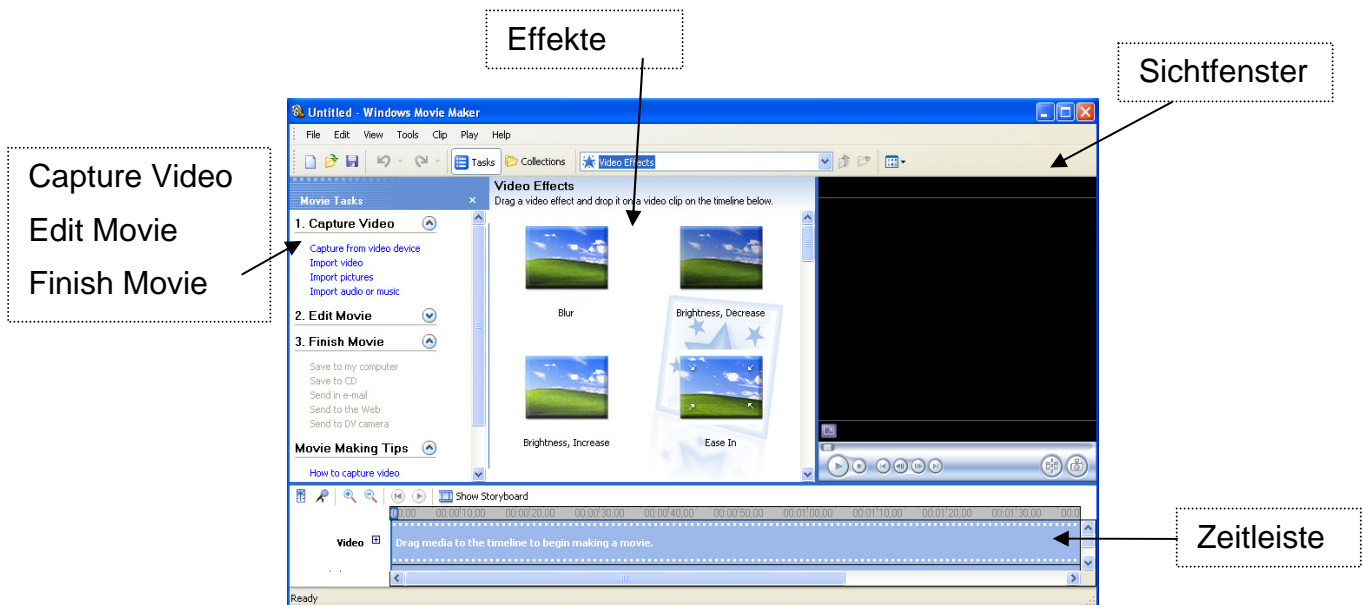 Effekte
Sichtfenster
Capture Video
Edit Movie
Finish Movie
Untitled - Windows Movie Maker
File Edit View Tools Clip Play Help
Tasks Collections Video Effects
Movie Tasks
Video Effects
Drag a video effect and drop it on a video clip on the timeline below.
1. Capture Video
Capture from video device
Import video
Import pictures
Import audio or music
2. Edit Movie
3. Finish Movie
Save to my computer
Save to CD
Send in e-mail
Send to the Web
Send to DV camera
Movie Making Tips
How to capture video
Blur
Brightness, Decrease
Brightness, Increase
Ease In
Show Storyboard
00:00:10,00 00:00:20,00 00:00:30,00 00:00:40,00 00:00:50,00 00:01:00,00 00:01:10,00 00:01:20,00 00:01:30,00
Video
Drag media to the timeline to begin making a movie.
Zeitleiste
Ready